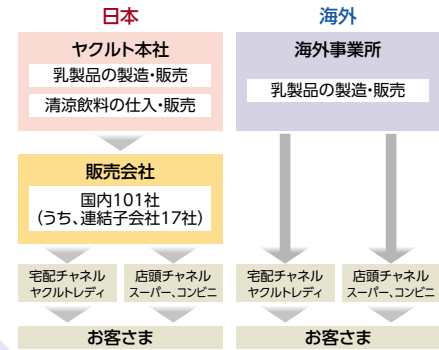 日本
ヤクルト本社
乳製品の製造・販売
清涼飲料の仕入・販売
販売会社
国内101社
(うち、連結子会社17社)
宅配チャネル
ヤクルトレディ
店頭チャネル
スーパー、コンビニ
お客さま
海外
海外事業所
乳製品の製造・販売
宅配チャネル
ヤクルトレディ
店頭チャネル
スーパー、コンビニ
お客さま